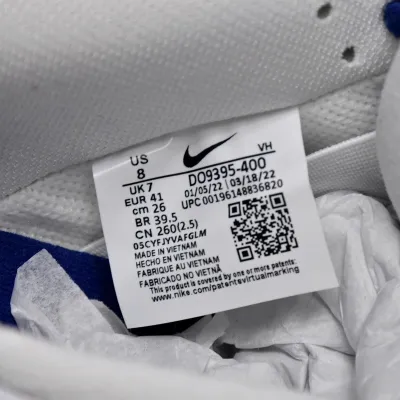 US
8
UK 7
EUR 41
cm 26
BR 39.5
CN 260(2.5)
VH
DO9395-400
01/05/22 | 03/18/22
UPC 00196148836820
05CYFJYVAFGLM
MADE IN VIETNAM
HECHO EN VIETNAM
FABRIQUE AU VIETNAM
FABRICADO NO VIETNÃ
This product is covered by one or more
www.nike.com/patentsvirtualmarking